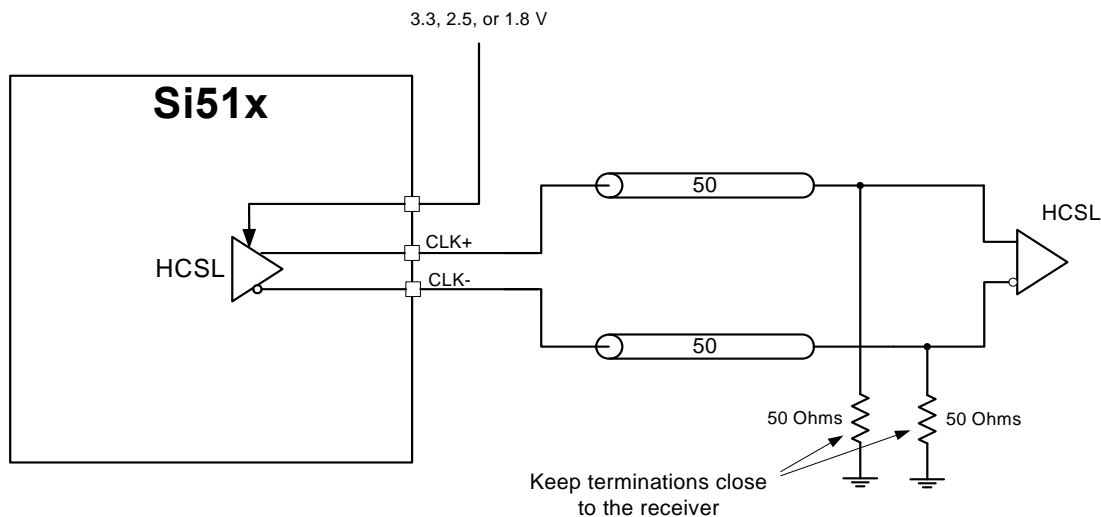 3.3, 2.5, or 1.8 V
Si51x
50
HCSL
CLK+
HCSL
CLK-
50
50 Ohms
50 Ohms
Keep terminations close
to the receiver